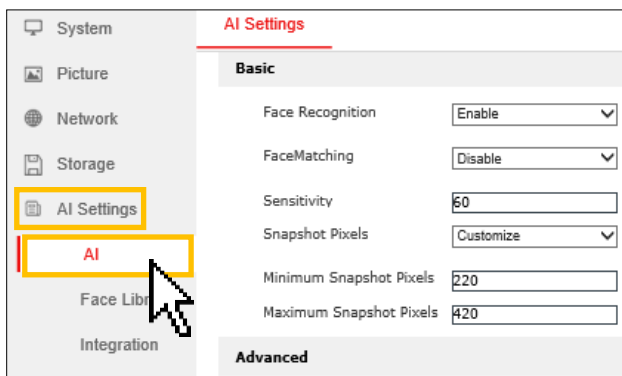 System
Picture
Network
Storage
AI Settings
AI
Face Libr
Integration
AI Settings
Basic
Face Recognition Enable
FaceMatching Disable
Sensitivity 60
Snapshot Pixels Customize
Minimum Snapshot Pixels 220
Maximum Snapshot Pixels 420
Advanced